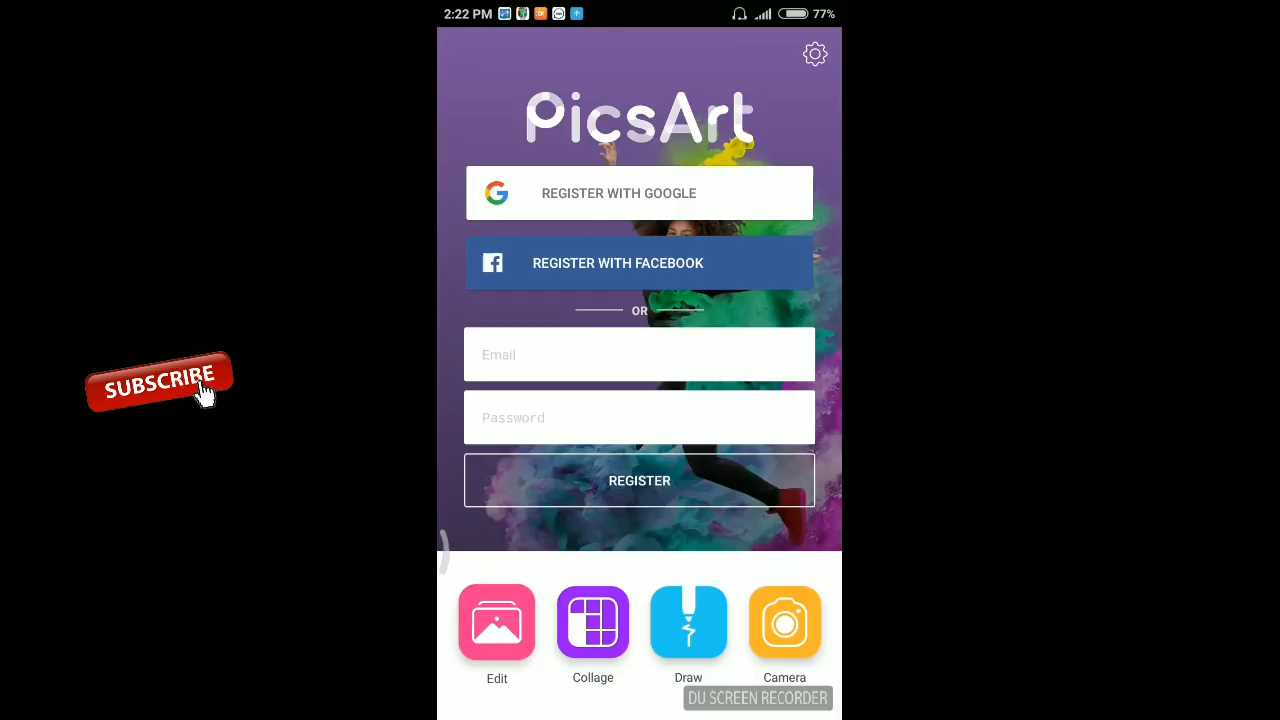 2:22 PM
77%
PicsArt
REGISTER WITH GOOGLE
REGISTER WITH FACEBOOK
OR
Email
Password
REGISTER
SUBSCRIBE
Edit
Collage
Draw
Camera
DU SCREEN RECORDER